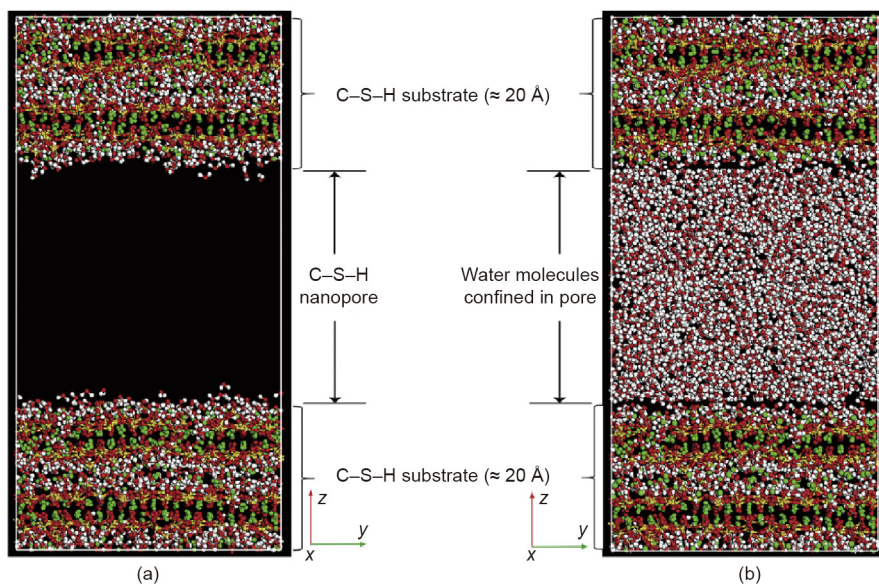 C–S–H substrate (≈ 20 Å)
C–S–H
nanopore
Water molecules
confined in pore
C–S–H substrate (≈ 20 Å)
z
y
x
z
y
x
(a)
(b)